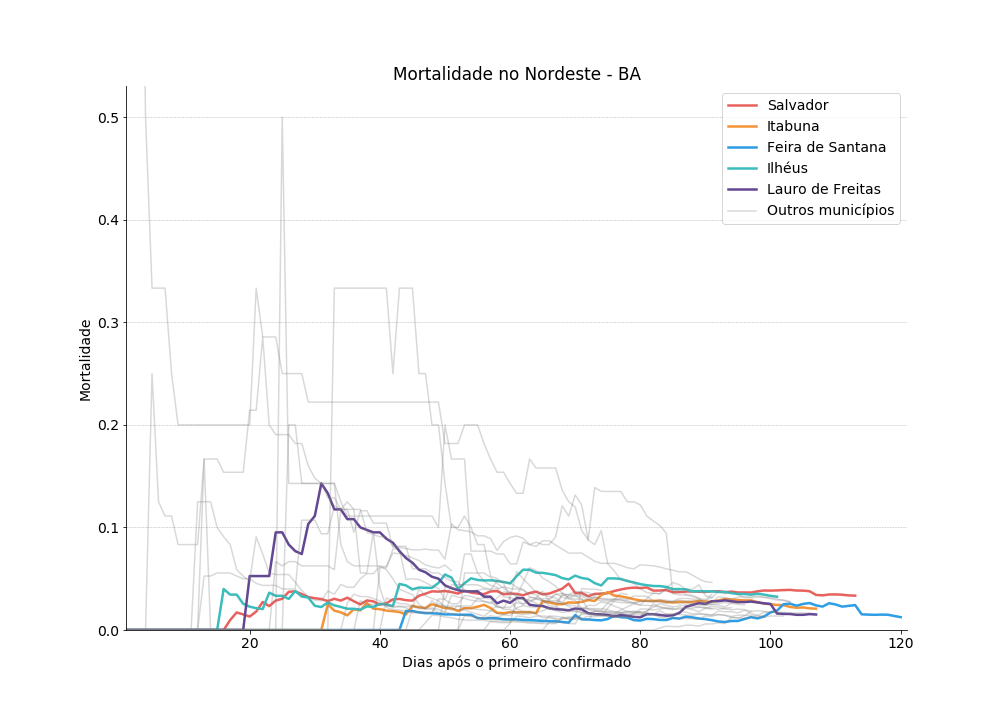 Mortalidade no Nordeste - BA
Salvador
Itabuna
Feira de Santana
Ilhéus
Lauro de Freitas
Outros municípios
Mortalidade
0.5
0.4
0.3
0.2
0.1
0.0
20 40 60 80 100 120
Dias após o primeiro confirmado